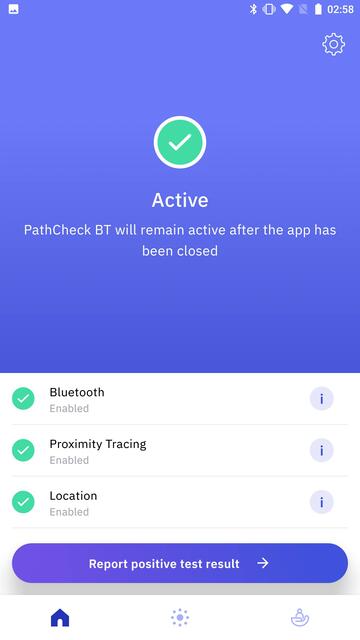 02:58
Active
PathCheck BT will remain active after the app has
been closed
Bluetooth
Enabled
i
Proximity Tracing
Enabled
i
Location
Enabled
i
Report positive test result